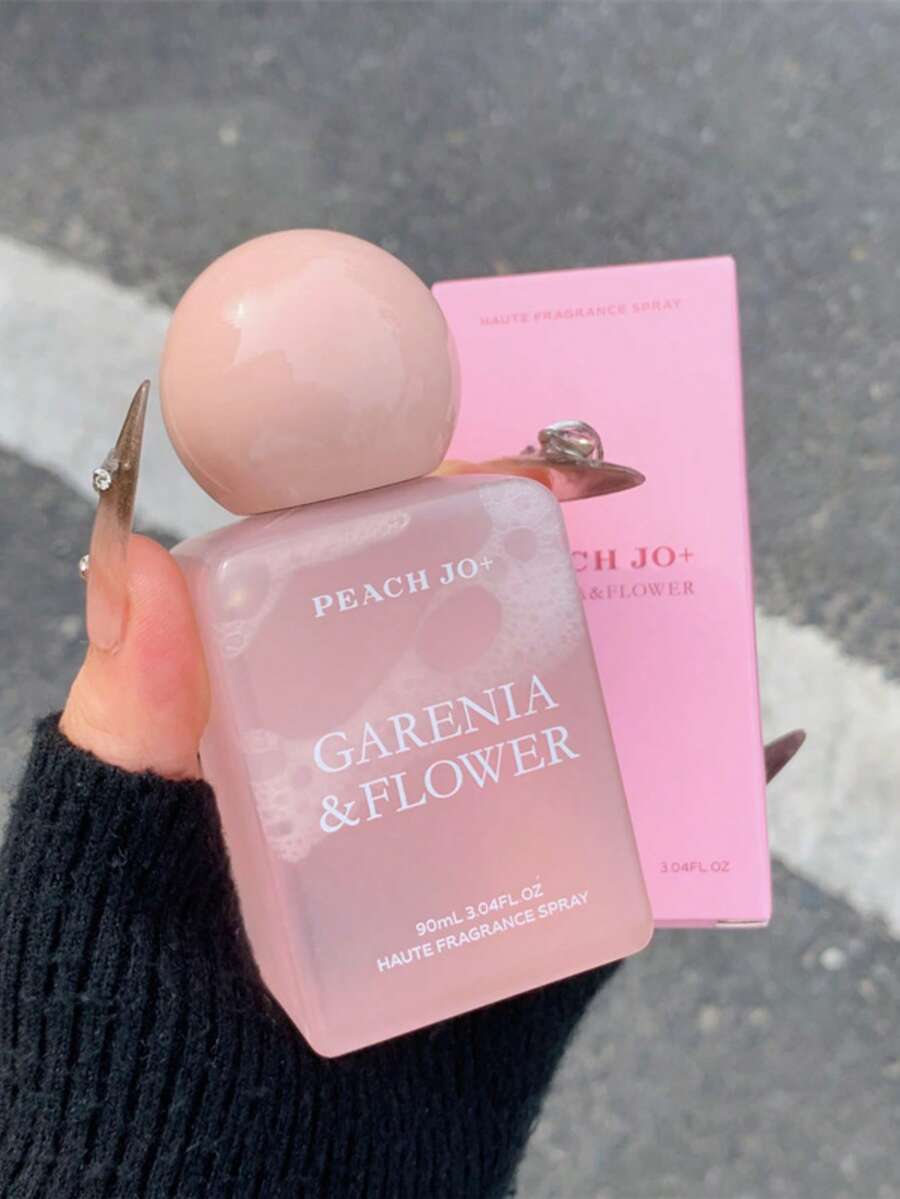 PEACH JO+
GARENIA
&FLOWER
90mL 3.04FL.OZ
HAUTE FRAGRANCE SPRAY
HAUTE FRAGRANCE SPRAY
JO+
&FLOWER
3.04FL.OZ